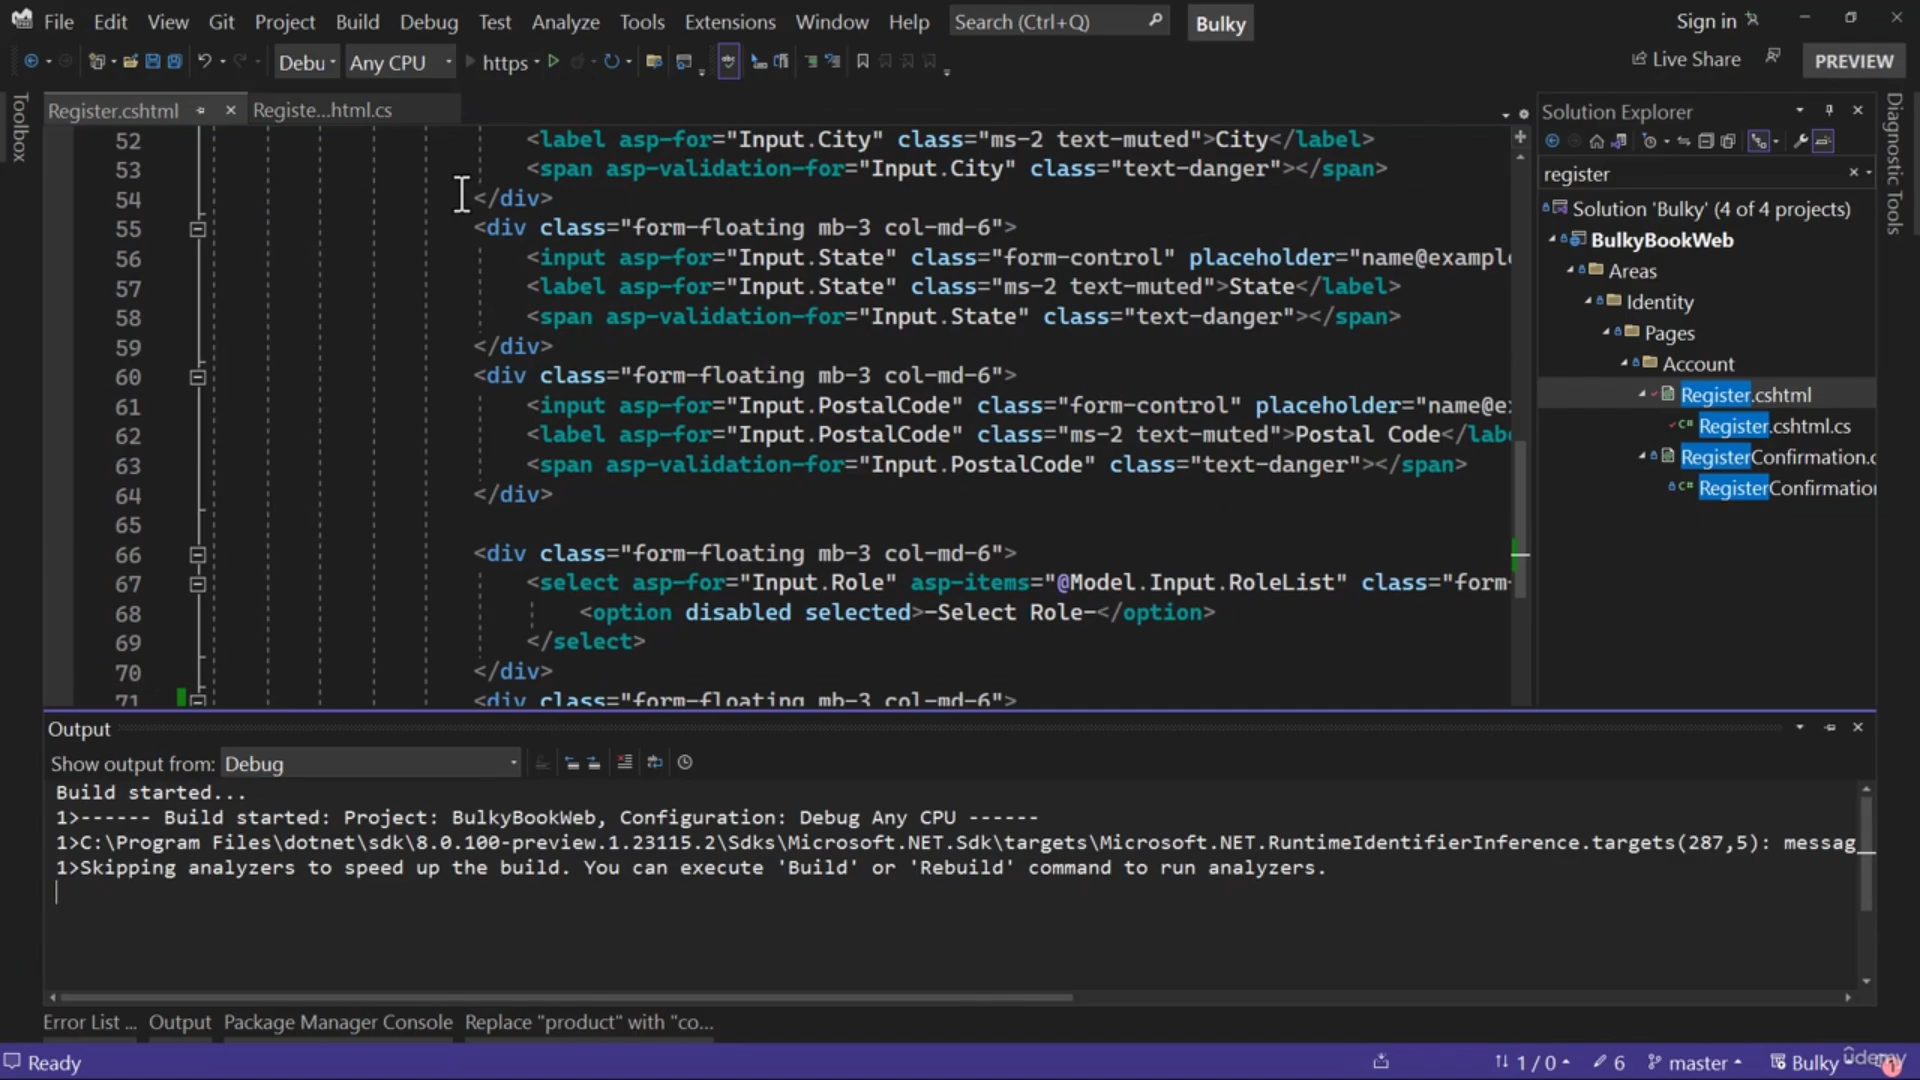 File Edit View Git Project Build Debug Test Analyze Tools Extensions Window Help Search (Ctrl+Q) Bulky Sign in
Debu Any CPU https Live Share PREVIEW
Toolbox
Register.cshtml Registe...html.cs
52 <label asp-for="Input.City" class="ms-2 text-muted">City</label>
53 <span asp-validation-for="Input.City" class="text-danger"></span>
54 </div>
55 <div class="form-floating mb-3 col-md-6">
56 <input asp-for="Input.State" class="form-control" placeholder="name@example
57 <label asp-for="Input.State" class="ms-2 text-muted">State</label>
58 <span asp-validation-for="Input.State" class="text-danger"></span>
59 </div>
60 <div class="form-floating mb-3 col-md-6">
61 <input asp-for="Input.PostalCode" class="form-control" placeholder="name@e
62 <label asp-for="Input.PostalCode" class="ms-2 text-muted">Postal Code</labe
63 <span asp-validation-for="Input.PostalCode" class="text-danger"></span>
64 </div>
65
66 <div class="form-floating mb-3 col-md-6">
67 <select asp-for="Input.Role" asp-items="@Model.Input.RoleList" class="form-
68 <option disabled selected>-Select Role-</option>
69 </select>
70 </div>
71 <div class="form-floating mb-3 col-md-6">
Solution Explorer
register
Solution 'Bulky' (4 of 4 projects)
BulkyBookWeb
Areas
Identity
Pages
Account
Register.cshtml
C# Register.cshtml.cs
RegisterConfirmation.c
C# RegisterConfirmation
Diagnostic Tools
Output
Show output from: Debug
Build started...
1>------ Build started: Project: BulkyBookWeb, Configuration: Debug Any CPU ------
1>C:\Program Files\dotnet\sdk\8.0.100-preview.1.23115.2\Sdks\Microsoft.NET.Sdk\targets\Microsoft.NET.RuntimeIdentifierInference.targets(287,5): messag
1>Skipping analyzers to speed up the build. You can execute 'Build' or 'Rebuild' command to run analyzers.
Error List ... Output Package Manager Console Replace "product" with "co...
Ready 1 / 0 6 master Bulky udemy 1